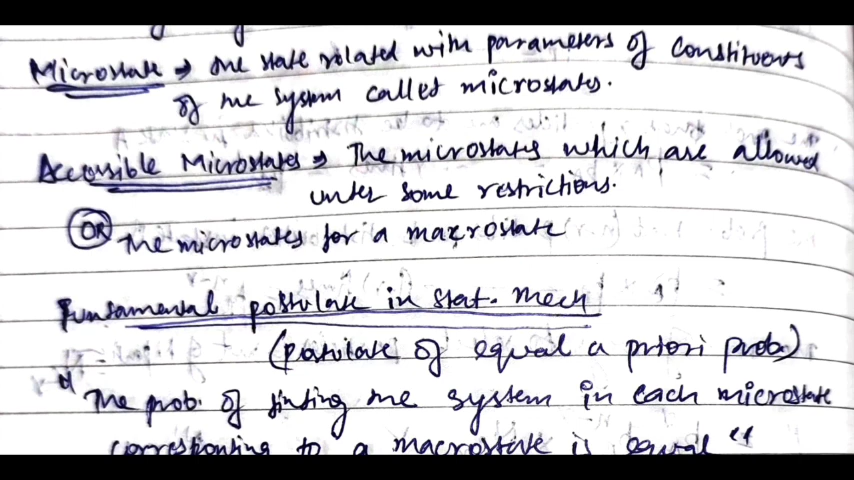 Microstate → The state related with parameters of constituents
of the system called microstates.
Accessible Microstates → The microstates which are allowed
under some restrictions.
OR The microstates for a macrostate
Fundamental postulate in stat. mech
(Postulate of equal a priori prob.)
" The prob. of finding the system in each microstate
corresponding to a macrostate is equal "